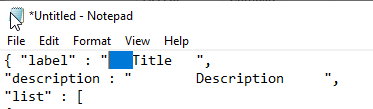 *Untitled - Notepad
File Edit Format View Help
{ "label" : "   Title   ",
"description : "        Description     ",
"list" : [